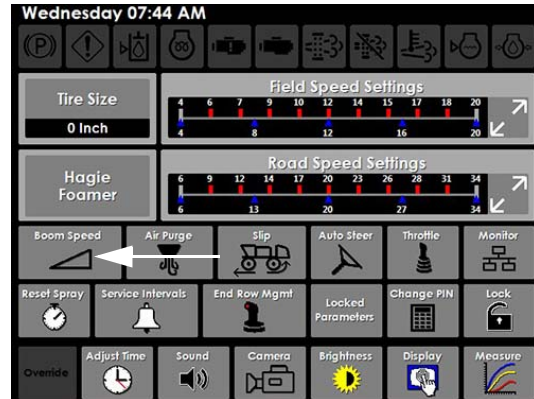 Wednesday 07:44 AM
(P)
Tire Size
0 Inch
Field Speed Settings
4 6 7 9 10 12 14 15 17 18 20
4 8 12 16 20
Hagie
Foamer
Road Speed Settings
6 9 12 14 17 20 23 26 28 31 34
6 13 20 27 34
Boom Speed Air Purge Slip Auto Steer Throttle Monitor
Reset Spray Service Intervals End Row Mgmt Locked Parameters Change PIN Lock
Override Adjust Time Sound Camera Brightness Display Measure